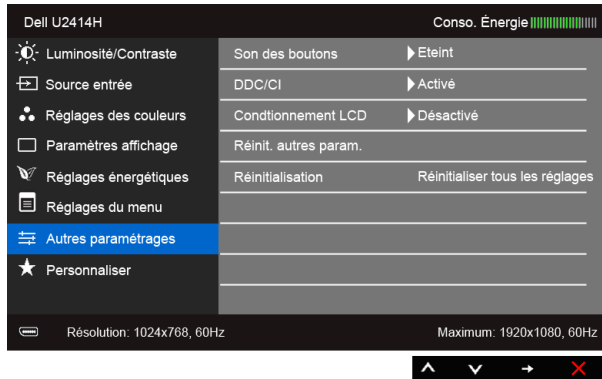 Dell U2414H Conso. Énergie
Luminosité/Contraste Son des boutons Eteint
Source entrée DDC/CI Activé
Réglages des couleurs Condtionnement LCD Désactivé
Paramètres affichage Réinit. autres param.
Réglages énergétiques Réinitialisation Réinitialiser tous les réglages
Réglages du menu
Autres paramétrages
Personnaliser
Résolution: 1024x768, 60Hz Maximum: 1920x1080, 60Hz